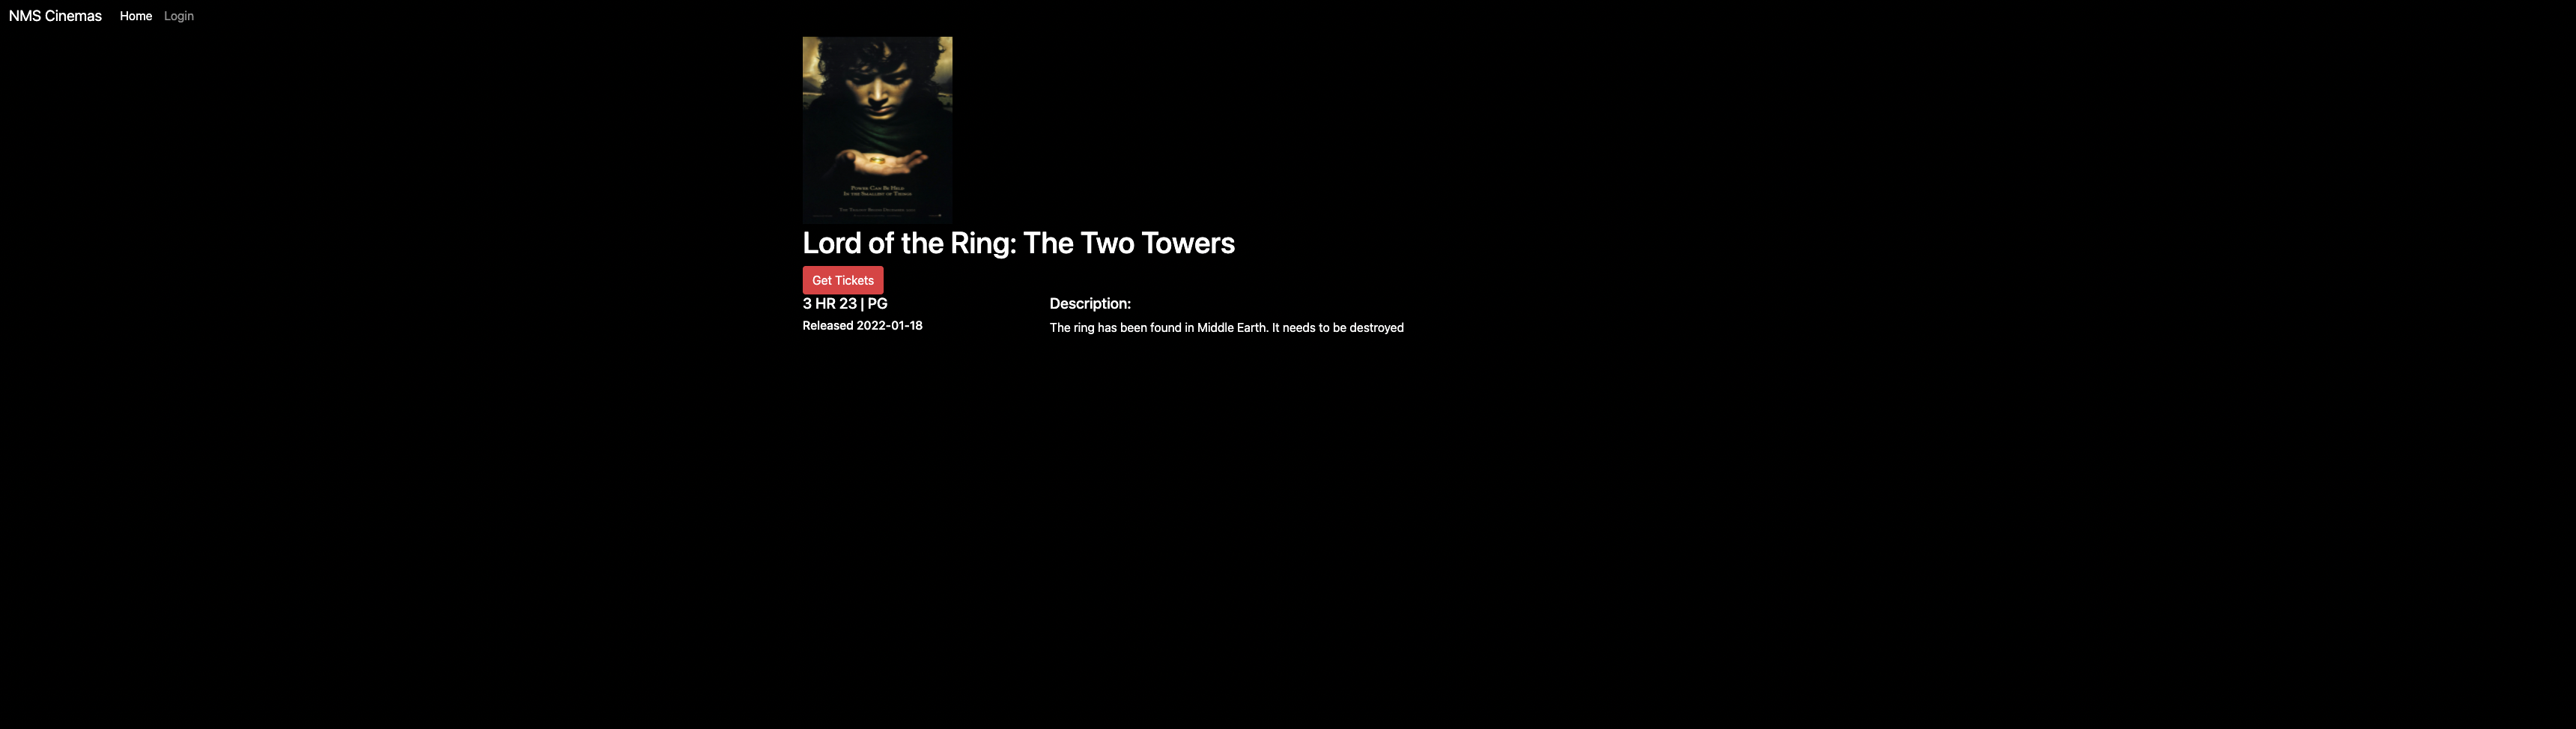 NMS Cinemas Home Login
POWER CAN BE HELD
IN THE SMALLEST OF THINGS
Lord of the Ring: The Two Towers
Get Tickets
3 HR 23 | PG
Released 2022-01-18
Description:
The ring has been found in Middle Earth. It needs to be destroyed